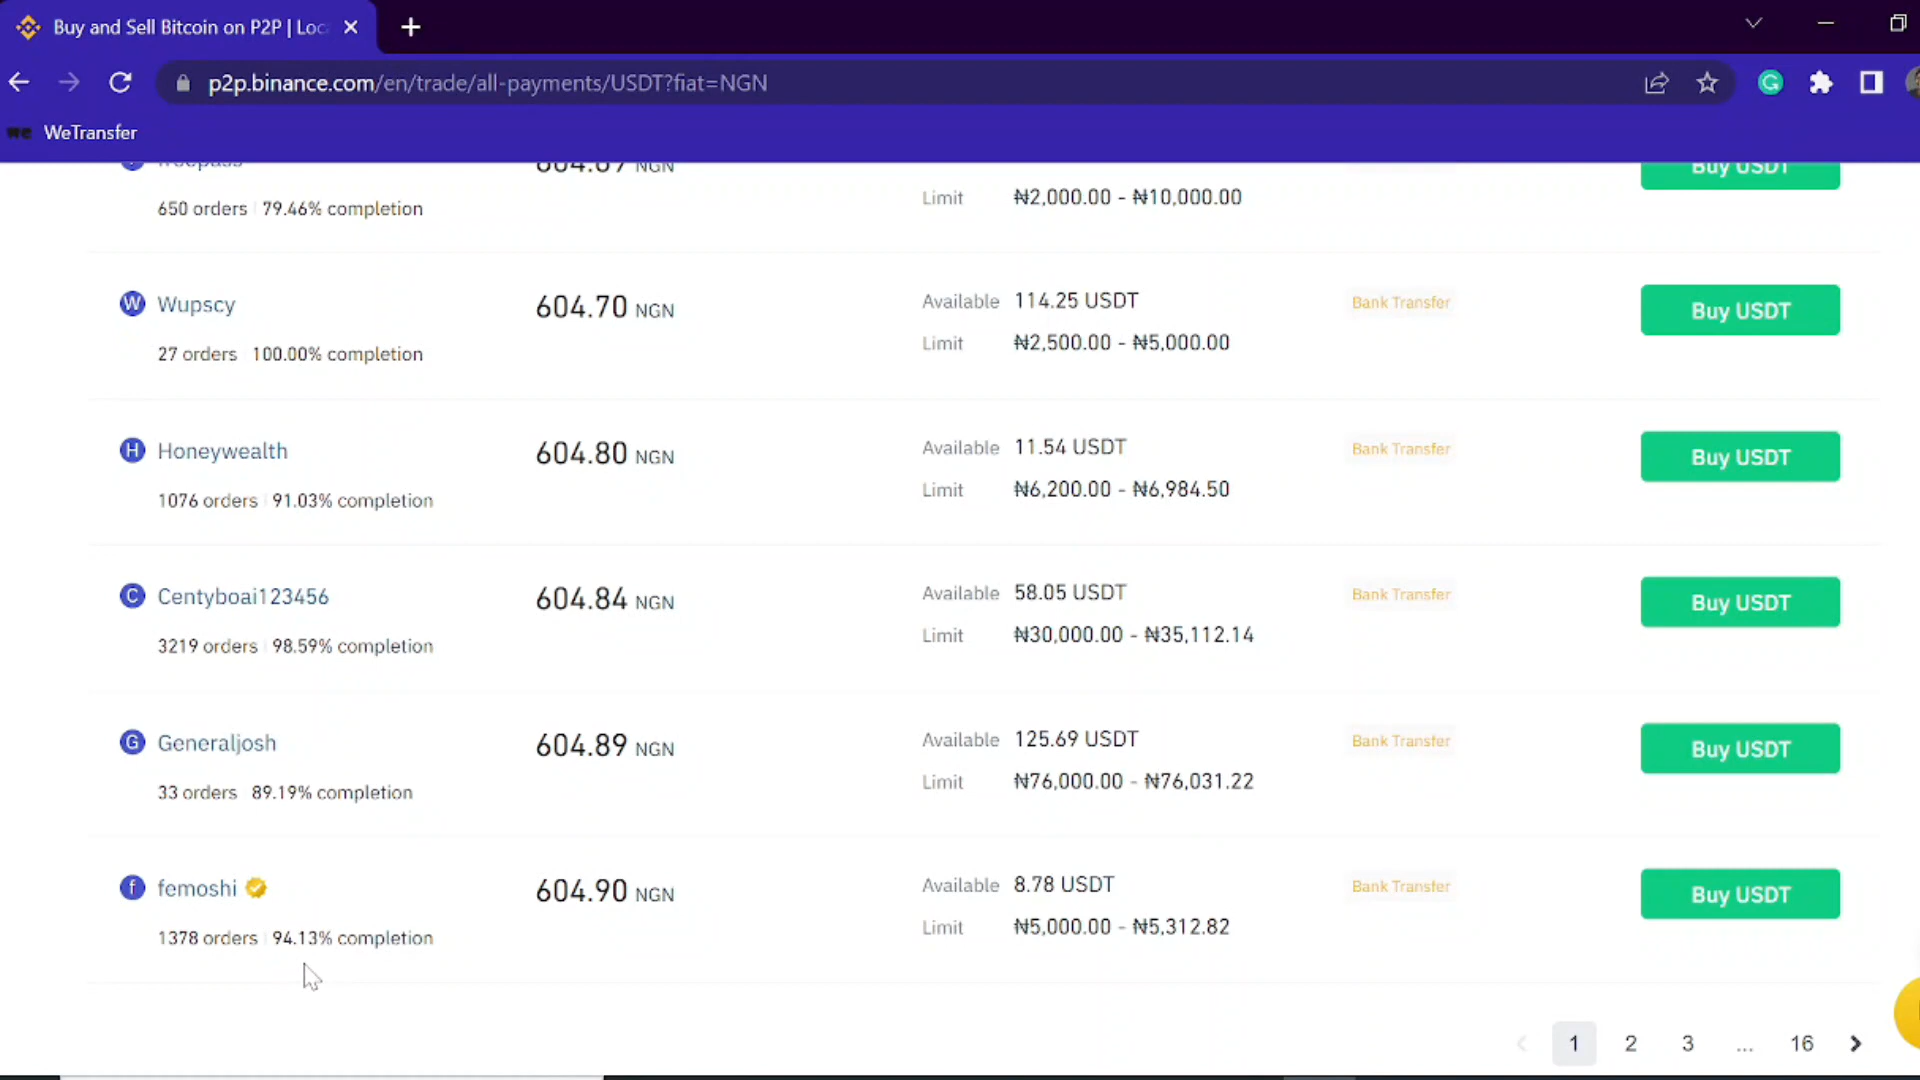 Buy and Sell Bitcoin on P2P | Loc
p2p.binance.com/en/trade/all-payments/USDT?fiat=NGN
we WeTransfer
604.69 NGN Buy USDT
Limit ₦2,000.00 - ₦10,000.00
650 orders 79.46% completion
W Wupscy 604.70 NGN Available 114.25 USDT Bank Transfer Buy USDT
Limit ₦2,500.00 - ₦5,000.00
27 orders 100.00% completion
H Honeywealth 604.80 NGN Available 11.54 USDT Bank Transfer Buy USDT
Limit ₦6,200.00 - ₦6,984.50
1076 orders 91.03% completion
C Centyboai123456 604.84 NGN Available 58.05 USDT Bank Transfer Buy USDT
Limit ₦30,000.00 - ₦35,112.14
3219 orders 98.59% completion
G Generaljosh 604.89 NGN Available 125.69 USDT Bank Transfer Buy USDT
Limit ₦76,000.00 - ₦76,031.22
33 orders 89.19% completion
f femoshi 604.90 NGN Available 8.78 USDT Bank Transfer Buy USDT
Limit ₦5,000.00 - ₦5,312.82
1378 orders 94.13% completion
1 2 3 ... 16